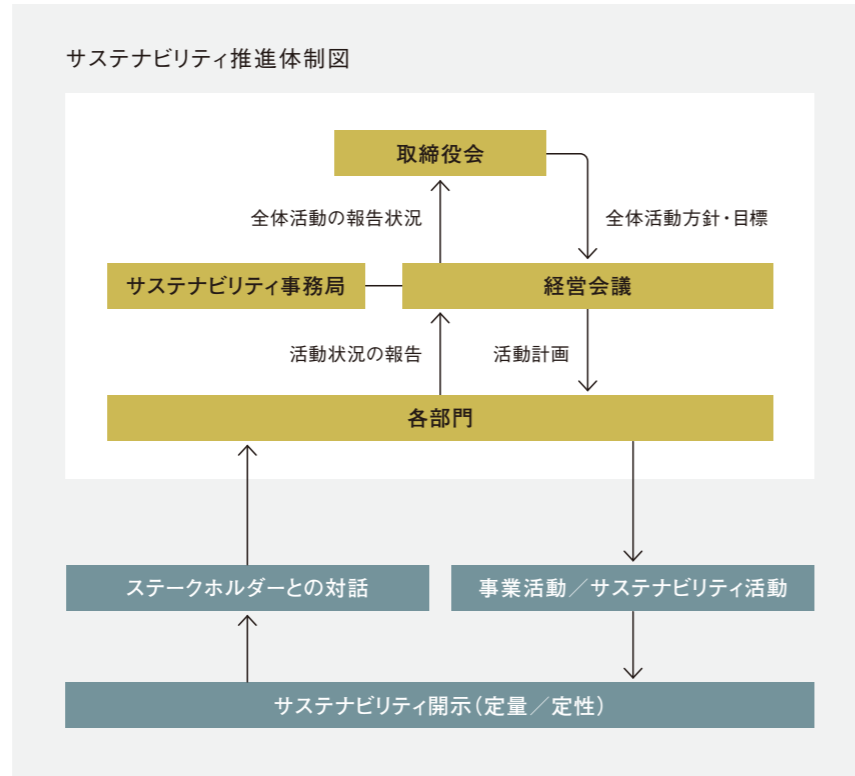 サステナビリティ推進体制図
取締役会
全体活動の報告状況
全体活動方針・目標
サステナビリティ事務局
経営会議
活動状況の報告
活動計画
各部門
ステークホルダーとの対話
事業活動／サステナビリティ活動
サステナビリティ開示（定量／定性）